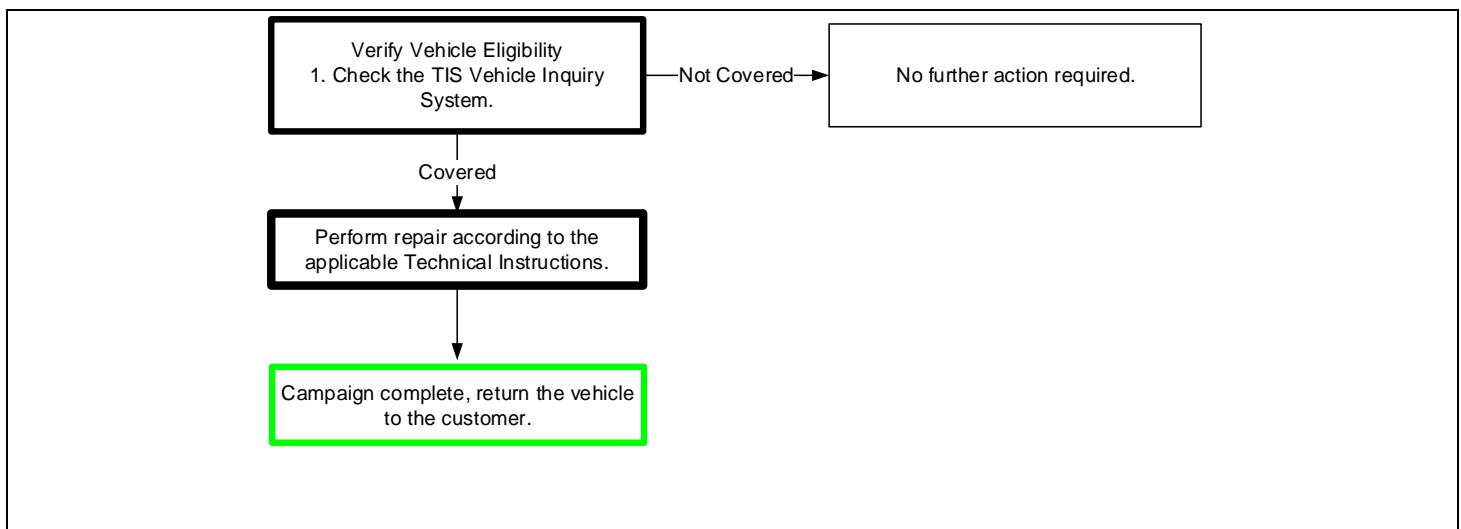 Verify Vehicle Eligibility
1. Check the TIS Vehicle Inquiry
System.
Not Covered
No further action required.
Covered
Perform repair according to the
applicable Technical Instructions.
Campaign complete, return the vehicle
to the customer.